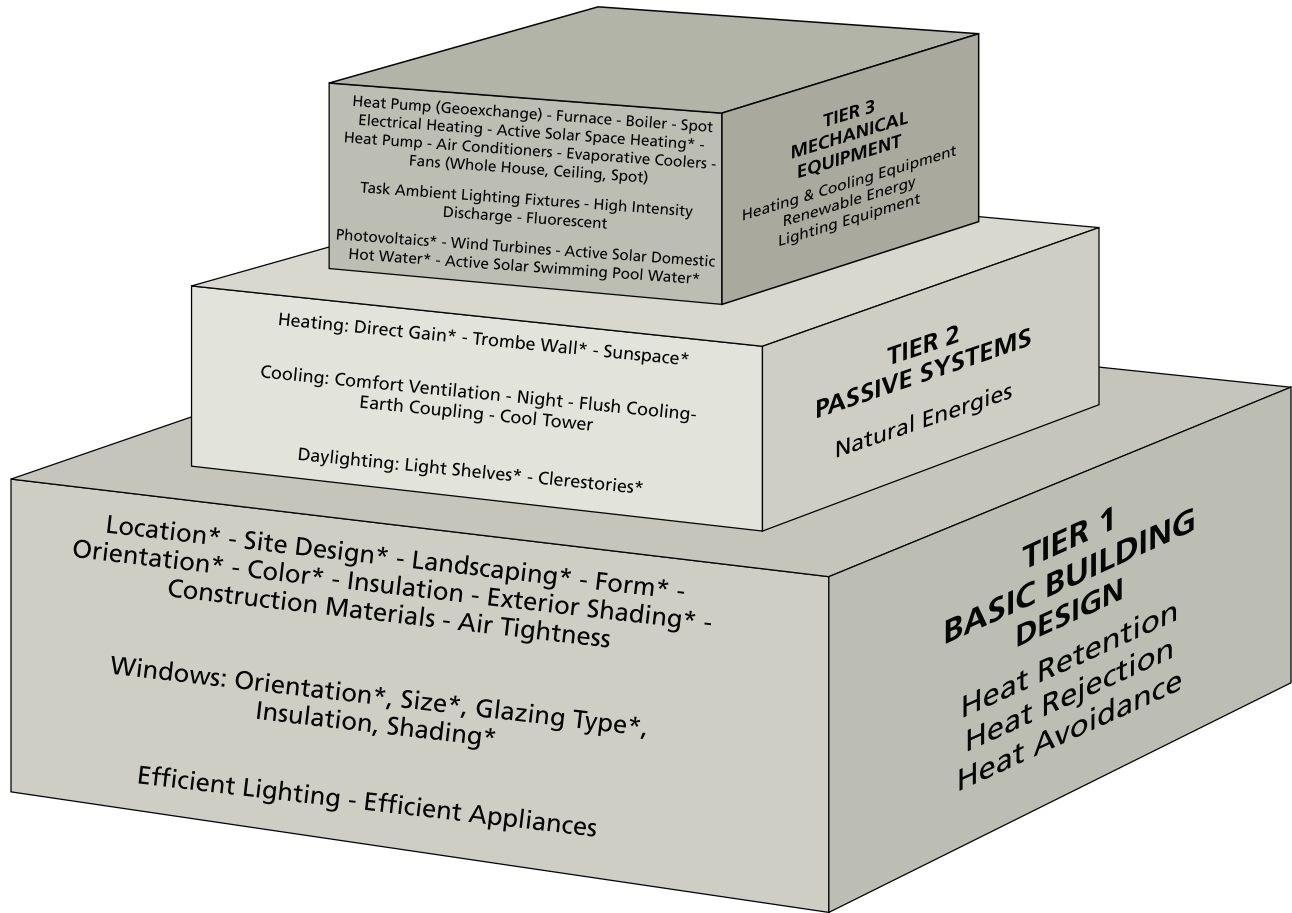 Heat Pump (Geoexchange) - Furnace - Boiler - Spot
Electrical Heating - Active Solar Space Heating* -
Heat Pump - Air Conditioners - Evaporative Coolers -
Fans (Whole House, Ceiling, Spot)
Task Ambient Lighting Fixtures - High Intensity
Discharge - Fluorescent
Photovoltaics* - Wind Turbines - Active Solar Domestic
Hot Water* - Active Solar Swimming Pool Water*
TIER 3
MECHANICAL
EQUIPMENT
Heating & Cooling Equipment
Renewable Energy
Lighting Equipment
Heating: Direct Gain* - Trombe Wall* - Sunspace*
Cooling: Comfort Ventilation - Night - Flush Cooling-
Earth Coupling - Cool Tower
Daylighting: Light Shelves* - Clerestories*
TIER 2
PASSIVE SYSTEMS
Natural Energies
Location* - Site Design* - Landscaping* - Form* -
Orientation* - Color* - Insulation - Exterior Shading* -
Construction Materials - Air Tightness
Windows: Orientation*, Size*, Glazing Type*,
Insulation, Shading*
Efficient Lighting - Efficient Appliances
TIER 1
BASIC BUILDING
DESIGN
Heat Retention
Heat Rejection
Heat Avoidance